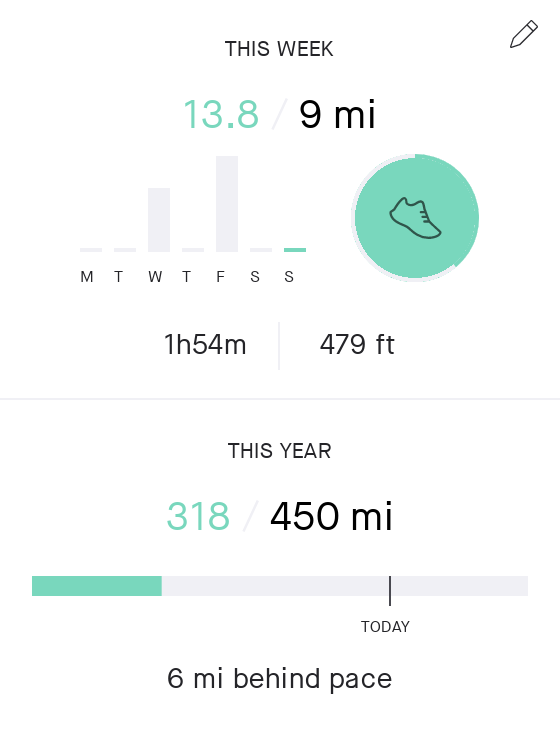 THIS WEEK
13.8 / 9 mi
M T W T F S S
1h54m 479 ft
THIS YEAR
318 / 450 mi
TODAY
6 mi behind pace